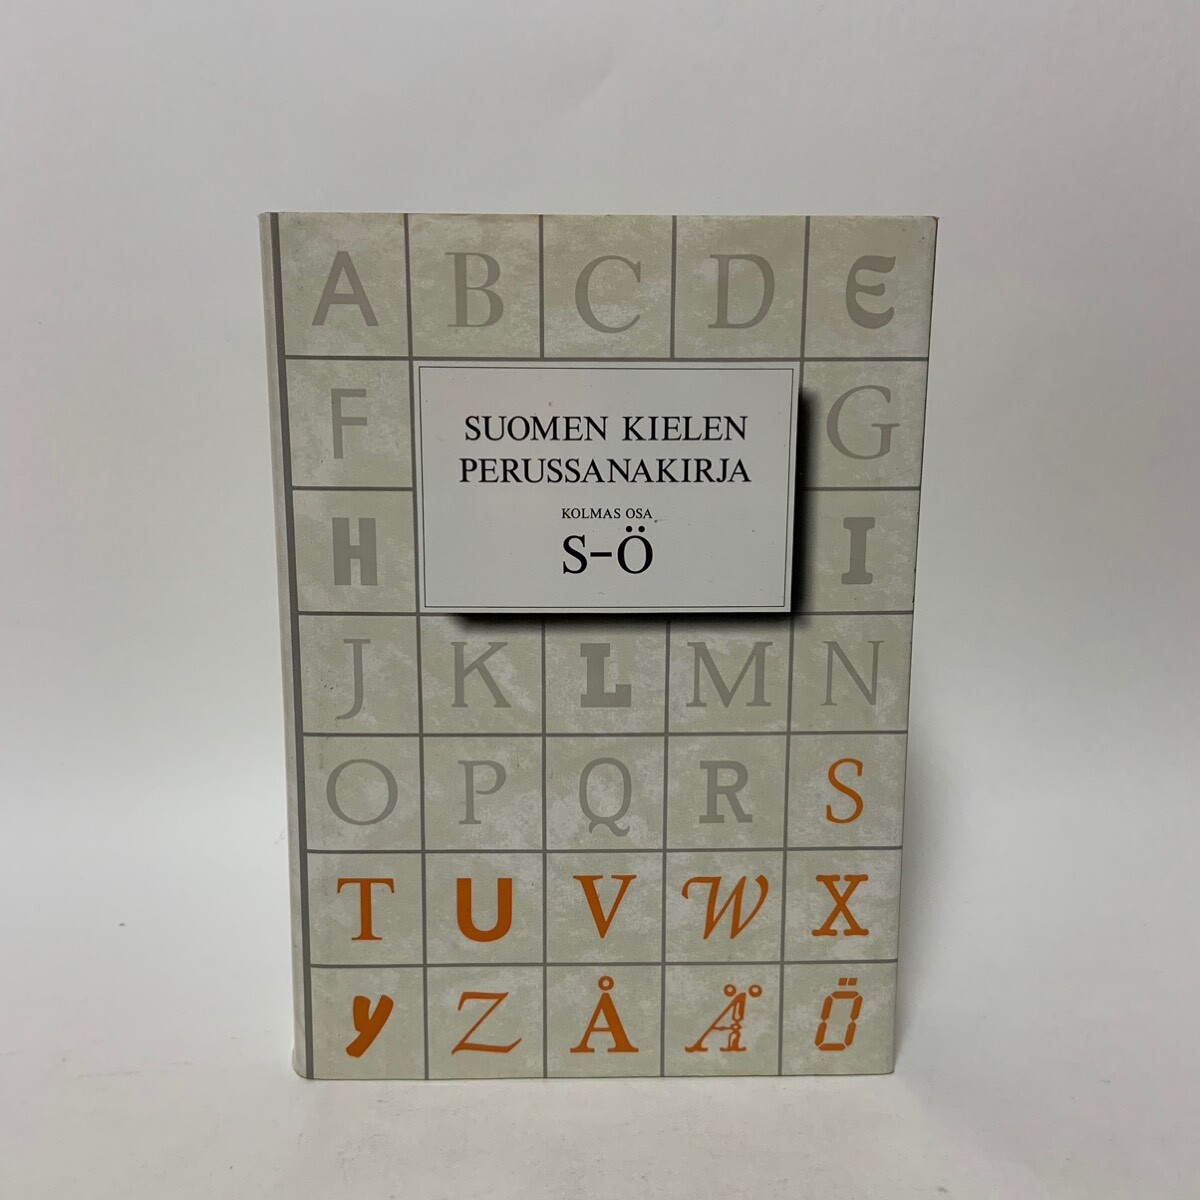 A B C D E
F G
SUOMEN KIELEN
PERUSSANAKIRJA
KOLMAS OSA
S-Ö
H I
J K L M N
O P Q R S
T U V W X
y Z Å Ä Ö